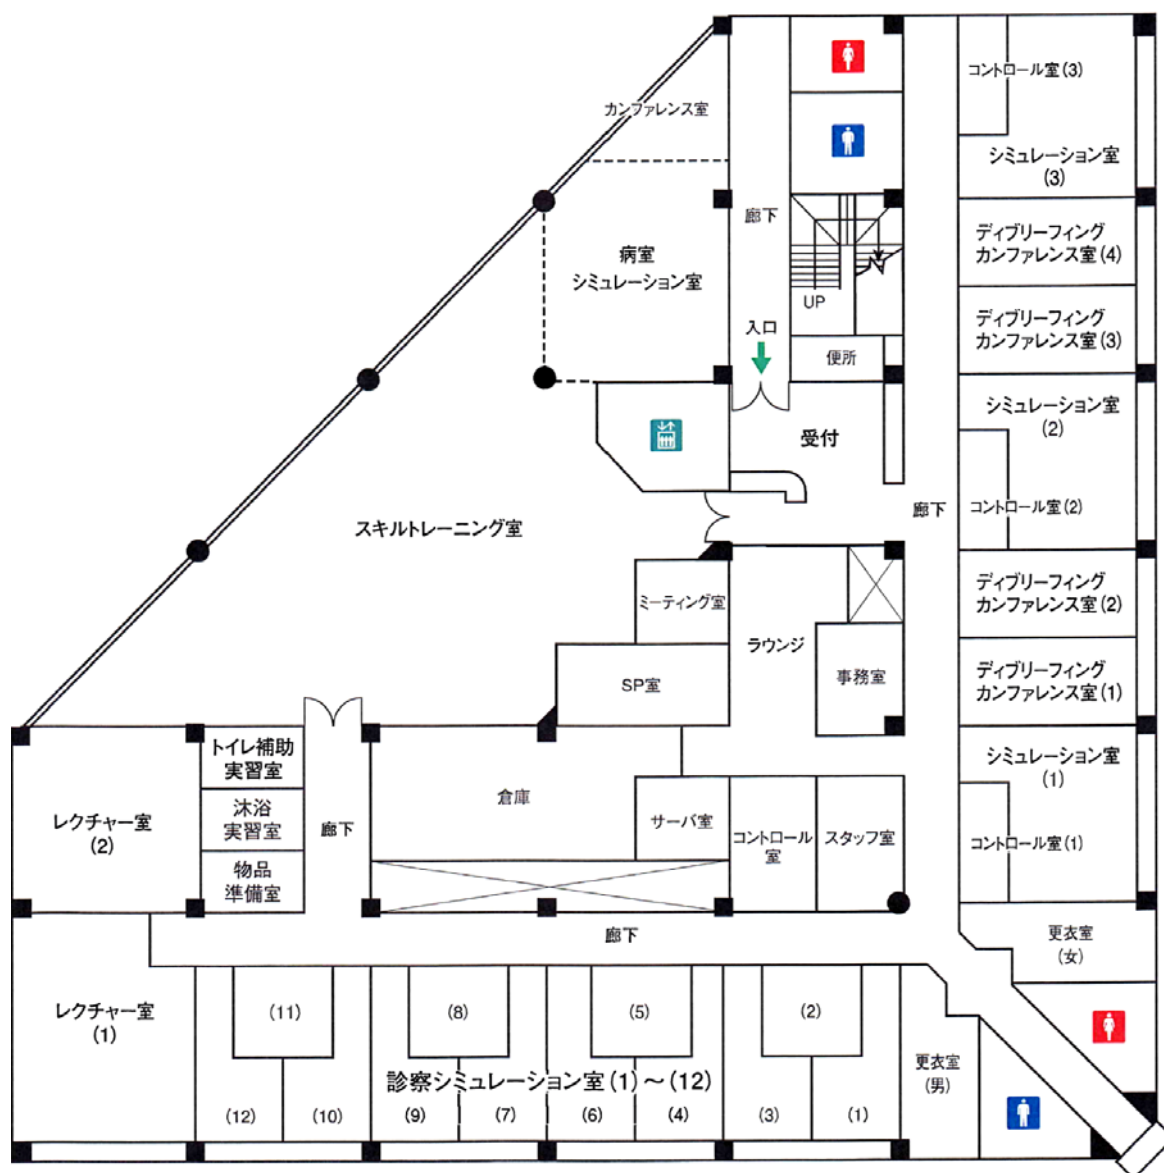 コントロール室(3)
カンファレンス室
シミュレーション室
(3)
廊下
病室
シミュレーション室
ディブリーフィング
カンファレンス室(4)
UP
入口
便所
ディブリーフィング
カンファレンス室(3)
受付
シミュレーション室
(2)
スキルトレーニング室
廊下
コントロール室(2)
ミーティング室
ラウンジ
ディブリーフィング
カンファレンス室(2)
SP室
事務室
ディブリーフィング
カンファレンス室(1)
トイレ補助
実習室
シミュレーション室
(1)
倉庫
レクチャー室
(2)
沐浴
実習室
廊下
サーバ室
コントロール
室
スタッフ室
コントロール室(1)
物品
準備室
廊下
更衣室
(女)
レクチャー室
(1)
(11)
(8)
(5)
(2)
診察シミュレーション室(1)～(12)
更衣室
(男)
(12)
(10)
(9)
(7)
(6)
(4)
(3)
(1)